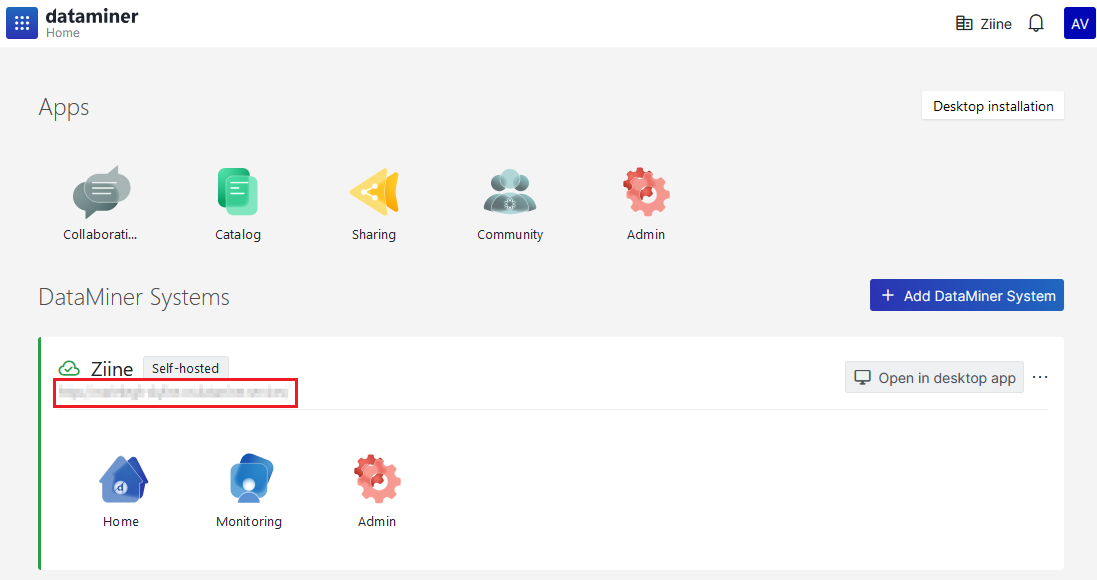 dataminer
Home
Ziine
AV
Apps
Desktop installation
Collaborati...
Catalog
Sharing
Community
Admin
DataMiner Systems
+ Add DataMiner System
Ziine
Self-hosted
Open in desktop app
...
d
Home
Monitoring
Admin